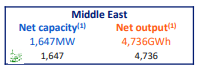 Middle East
Net capacity(1) Net output(1)
1,647MW 4,736GWh
1,647 4,736